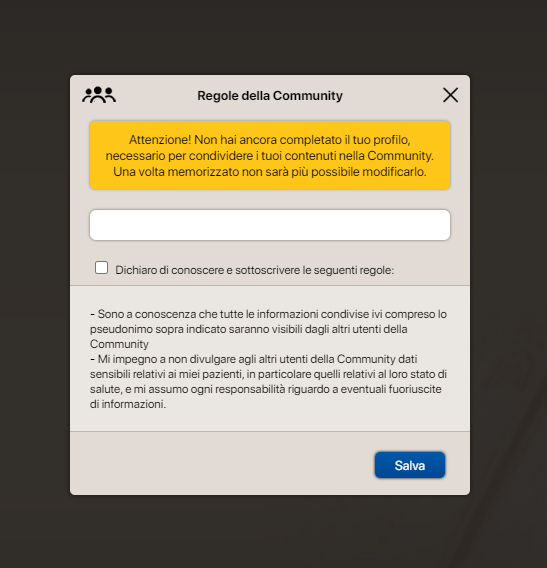 Regole della Community
Attenzione! Non hai ancora completato il tuo profilo,
necessario per condividere i tuoi contenuti nella Community.
Una volta memorizzato non sarà più possibile modificarlo.
Dichiaro di conoscere e sottoscrivere le seguenti regole:
- Sono a conoscenza che tutte le informazioni condivise ivi compreso lo
pseudonimo sopra indicato saranno visibili dagli altri utenti della
Community
- Mi impegno a non divulgare agli altri utenti della Community dati
sensibili relativi ai miei pazienti, in particolare quelli relativi al loro stato di
salute, e mi assumo ogni responsabilità riguardo a eventuali fuoriuscite
di informazioni.
Salva